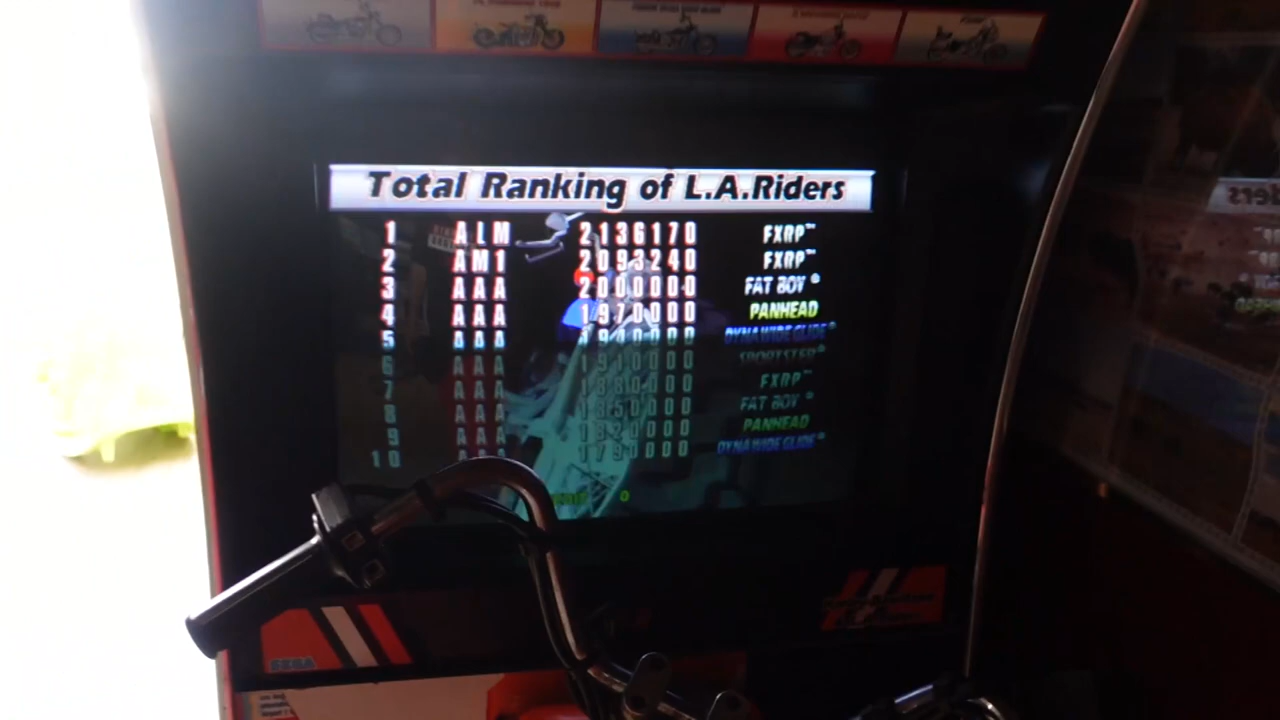 Total Ranking of L.A.Riders
1 ALM 2136170 FXRP™
2 AM1 2093240 FXRP™
3 AAA 2000000 FAT BOY®
4 AAA 1970000 PANHEAD
5 AAA 1940000 DYNA WIDE GLIDE®
6 AAA 1910000 SPORTSTER®
7 AAA 1880000 FXRP™
8 AAA 1850000 FAT BOY®
9 AAA 1820000 PANHEAD
10 AAA 1790000 DYNA WIDE GLIDE®
0
SEGA